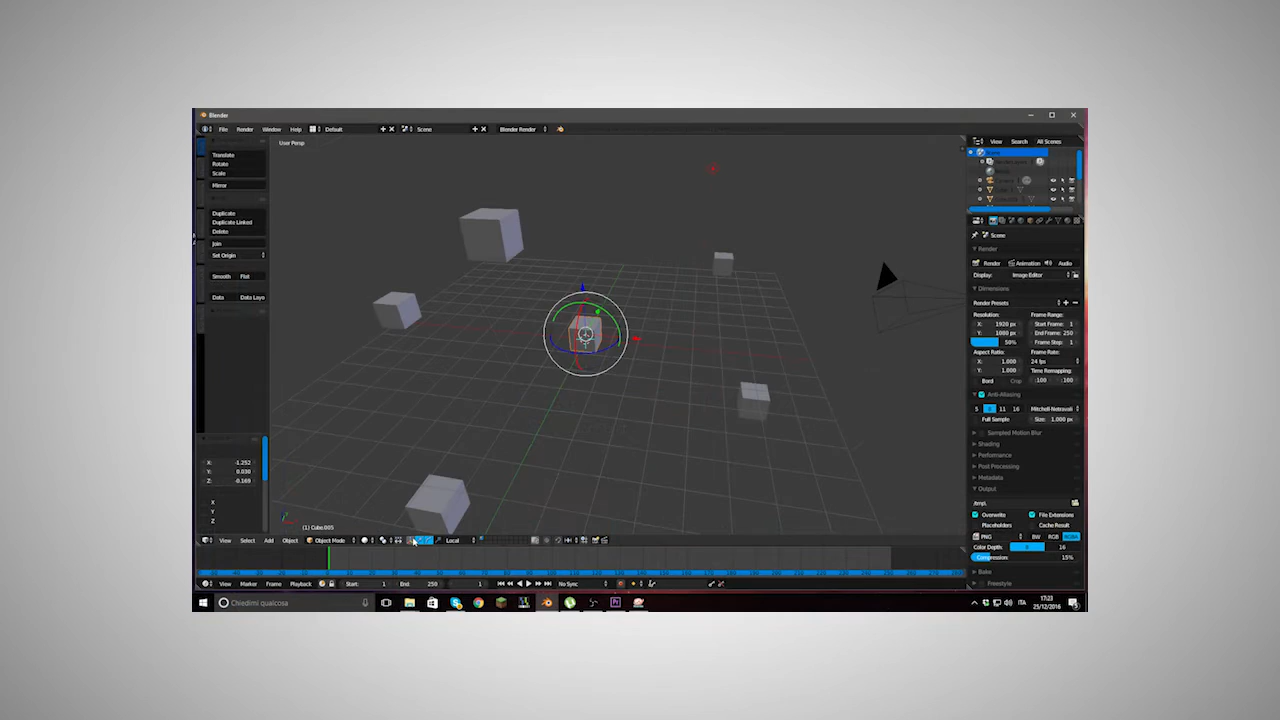 Blender
File Render Window Help Default Scene Blender Render
User Persp
View Search All Scenes
Translate
Rotate
Scale
Mirror
Duplicate
Duplicate Linked
Delete
Join
Set Origin
Smooth Flat
Data Data Layo
X: -1.252
Y: 0.030
Z: -0.169
X
Y
Z
(1) Cube.005
View Select Add Object Object Mode Local
View Marker Frame Playback Start: 1 End: 250 1 No Sync
Scene
Render
Render Animation Audio
Display: Image Editor
Dimensions
Render Presets
Resolution: Frame Range:
X: 1920 px Start Frame: 1
Y: 1080 px End Frame: 250
50% Frame Step: 1
Aspect Ratio: Frame Rate:
X: 1.000 24 fps
Y: 1.000 Time Remapping:
Bord Crop :100 :100
Anti-Aliasing
5 8 11 16 Mitchell-Netravali
Full Sample Size: 1.000 px
Sampled Motion Blur
Shading
Performance
Post Processing
Metadata
Output
/tmp\
Overwrite File Extensions
Placeholders Cache Result
PNG BW RGB RGBA
Color Depth: 8 16
Compression: 15%
Bake
Freestyle
Chiedimi qualcosa
ITA
17:23
25/12/2016